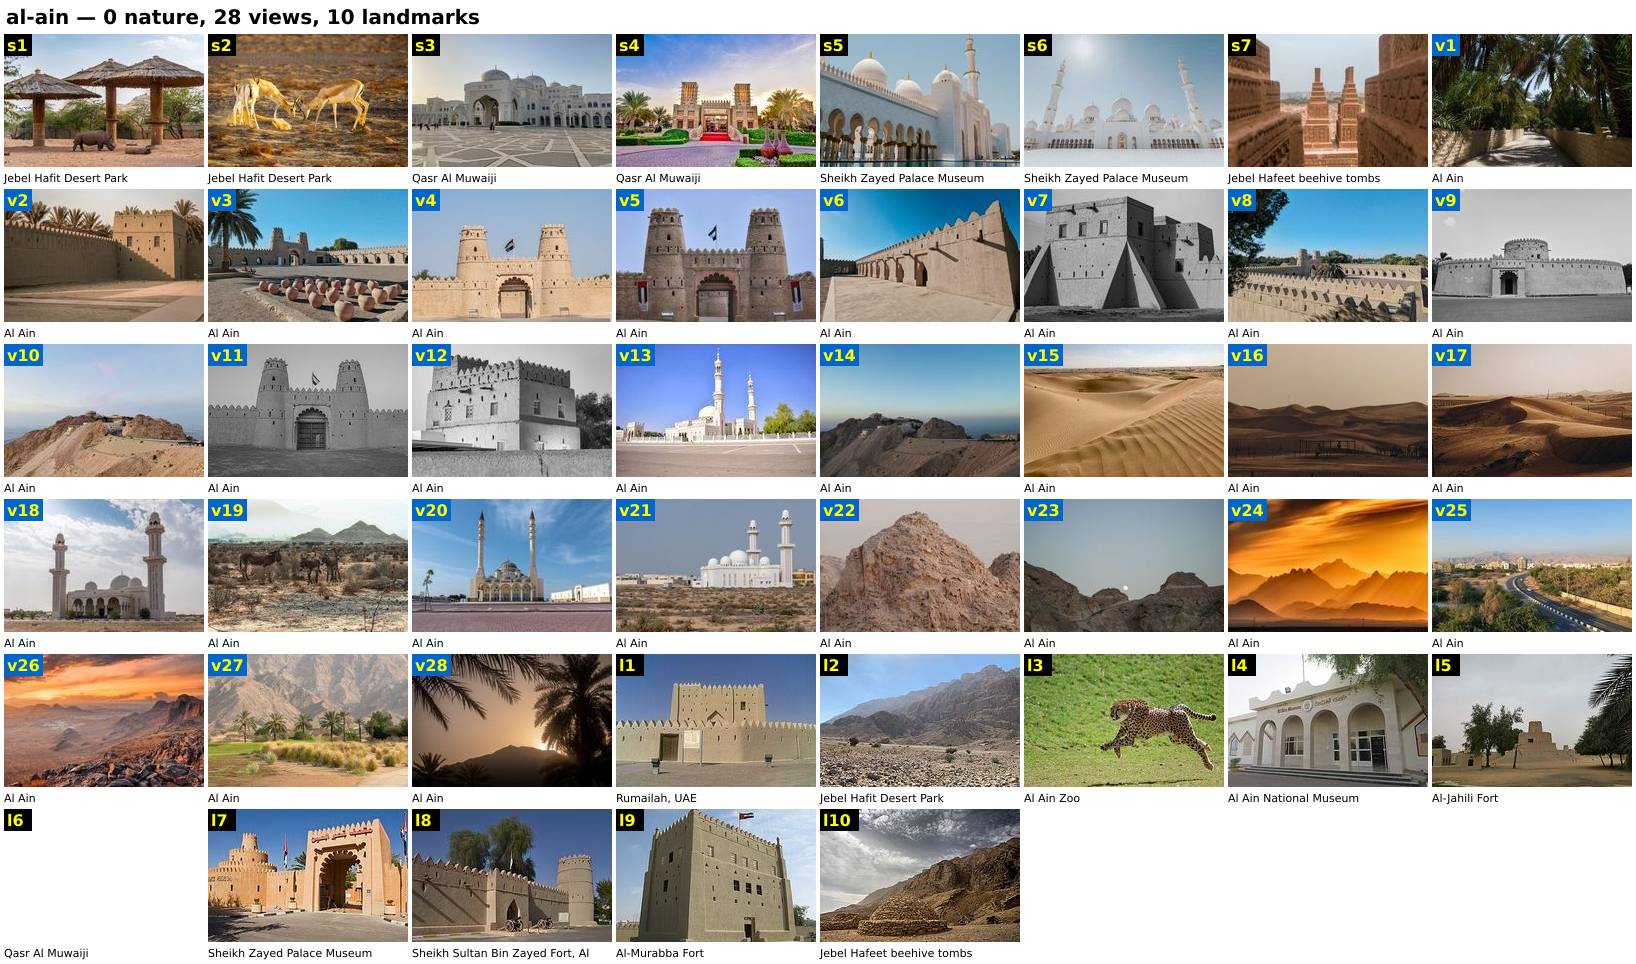 al-ain — 0 nature, 28 views, 10 landmarks
s1
s2
s3
s4
s5
s6
s7
v1
Jebel Hafit Desert Park
Jebel Hafit Desert Park
Qasr Al Muwaiji
Qasr Al Muwaiji
Sheikh Zayed Palace Museum
Sheikh Zayed Palace Museum
Jebel Hafeet beehive tombs
Al Ain
v2
v3
v4
v5
v6
v7
v8
v9
Al Ain
Al Ain
Al Ain
Al Ain
Al Ain
Al Ain
Al Ain
Al Ain
v10
v11
v12
v13
v14
v15
v16
v17
Al Ain
Al Ain
Al Ain
Al Ain
Al Ain
Al Ain
Al Ain
Al Ain
v18
v19
v20
v21
v22
v23
v24
v25
Al Ain
Al Ain
Al Ain
Al Ain
Al Ain
Al Ain
Al Ain
Al Ain
v26
v27
v28
l1
l2
l3
l4
l5
Al Ain
Al Ain
Al Ain
Rumailah, UAE
Jebel Hafit Desert Park
Al Ain Zoo
Al Ain National Museum
Al-Jahili Fort
l6
l7
l8
l9
l10
Qasr Al Muwaiji
Sheikh Zayed Palace Museum
Sheikh Sultan Bin Zayed Fort, Al
Al-Murabba Fort
Jebel Hafeet beehive tombs